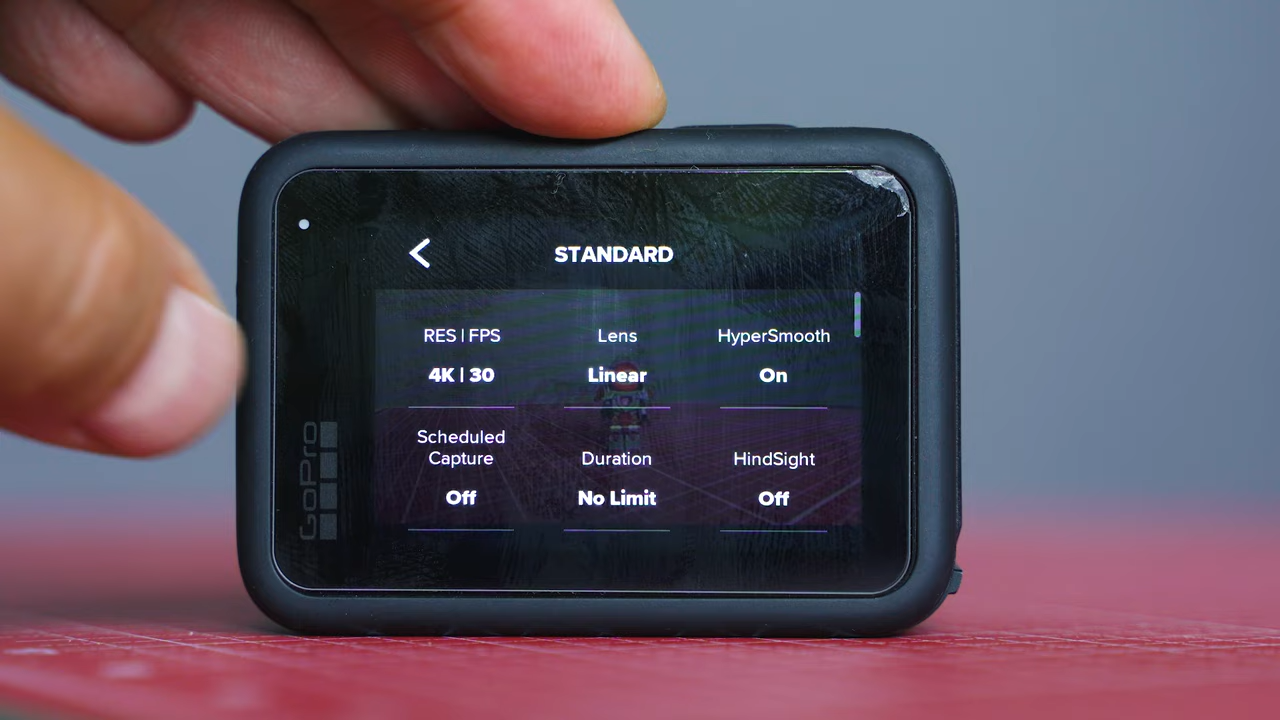 STANDARD
RES | FPS
4K | 30
Lens
Linear
HyperSmooth
On
Scheduled
Capture
Off
Duration
No Limit
HindSight
Off
GoPro